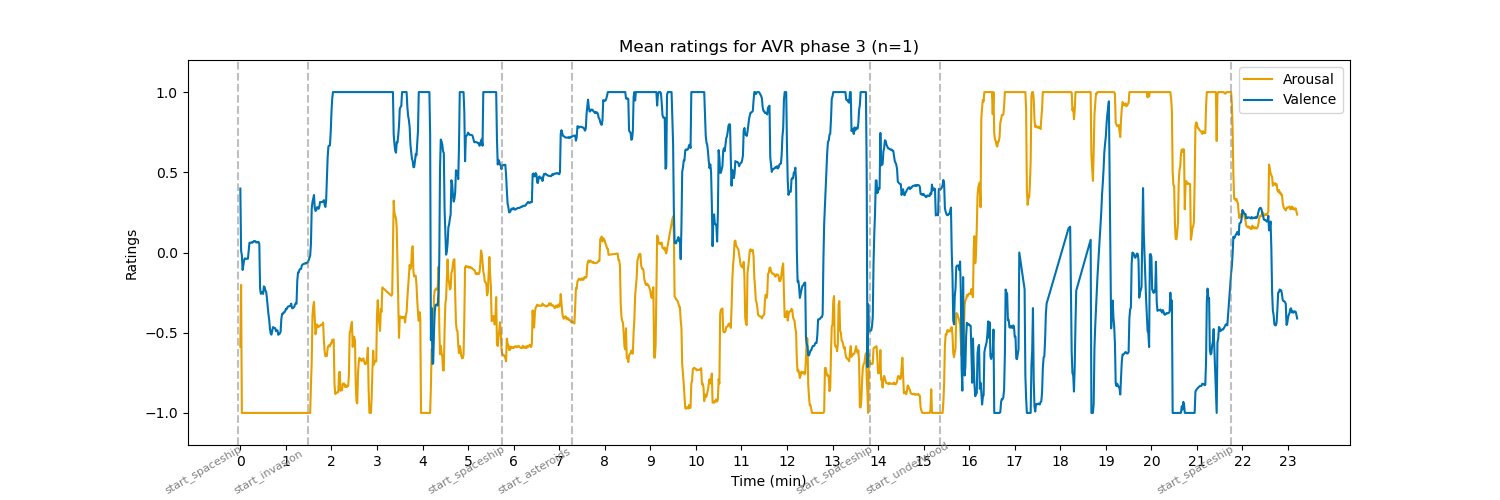 Mean ratings for AVR phase 3 (n=1)
Arousal
Valence
Ratings
1.0
0.5
0.0
−0.5
−1.0
0 1 2 3 4 5 6 7 8 9 10 11 12 13 14 15 16 17 18 19 20 21 22 23
start_spaceship start_invasion start_spaceship start_asteroids start_spaceship start_underwood start_spaceship
Time (min)